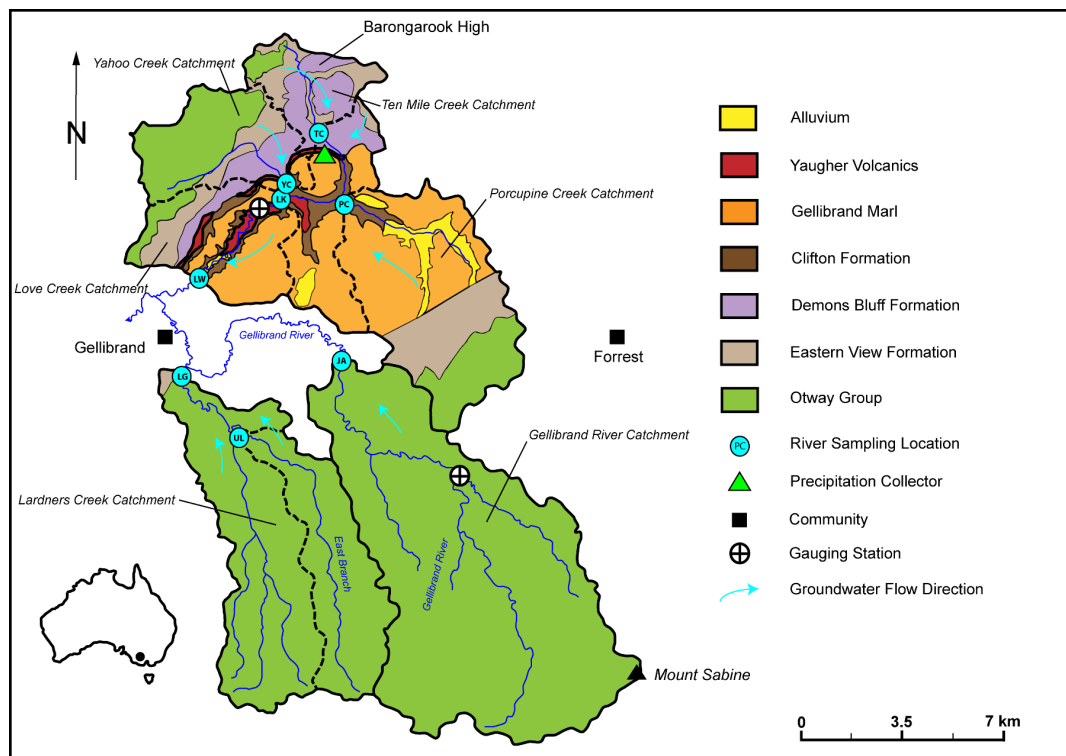 Barongarook High
Yahoo Creek Catchment
Ten Mile Creek Catchment
N
TC
YC
LK
PC
Porcupine Creek Catchment
LW
Love Creek Catchment
Gellibrand River
Gellibrand
Forrest
JA
LG
UL
Gellibrand River Catchment
Lardners Creek Catchment
East Branch
Gellibrand River
Mount Sabine
Alluvium
Yaugher Volcanics
Gellibrand Marl
Clifton Formation
Demons Bluff Formation
Eastern View Formation
Otway Group
PC River Sampling Location
Precipitation Collector
Community
Gauging Station
Groundwater Flow Direction
0 3.5 7 km